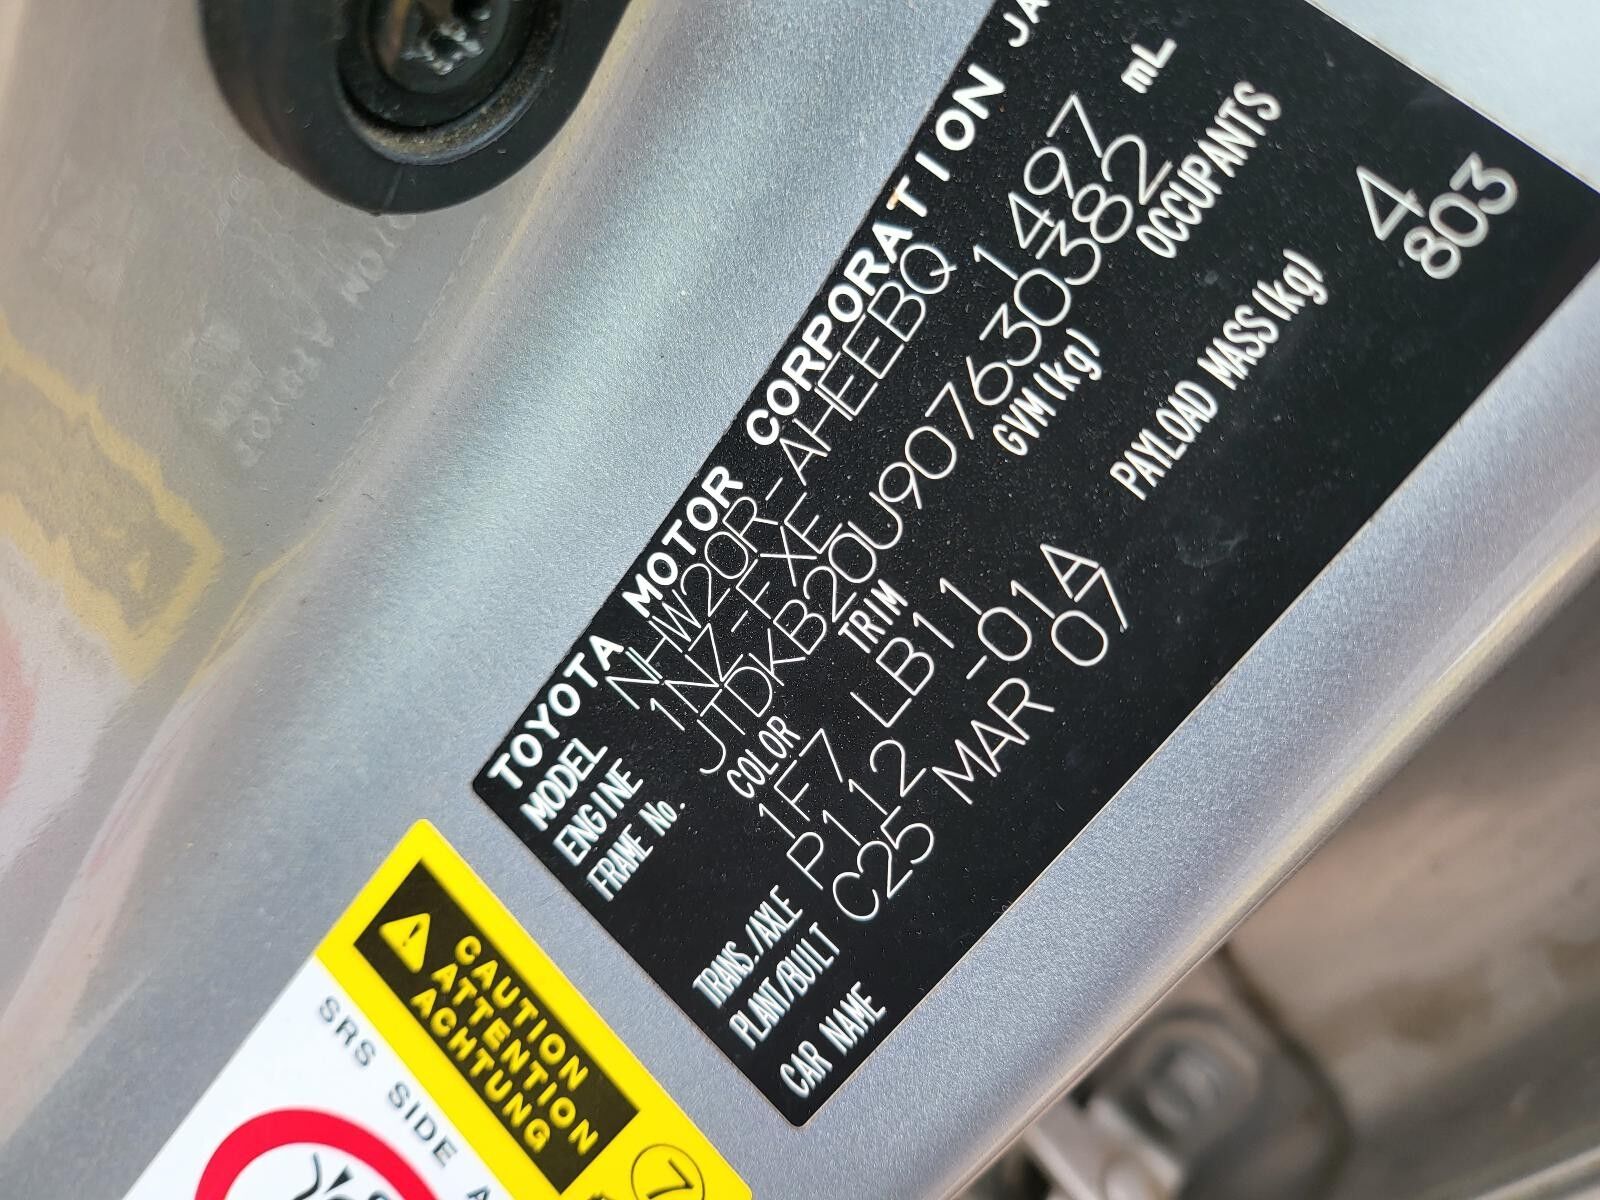 TOYOTA MOTOR CORPORATION JA
MODEL NHW20R-AHEEBQ
ENGINE 1NZ-FXE 1497 mL
FRAME No. JTDKB20U907630382
COLOR TRIM GVM(kg) OCCUPANTS
1F7 LB11 4
PAYLOAD MASS(kg) 803
TRANS./AXLE P112 -01A
PLANT/BUILT C25 MAR 07
CAR NAME
CAUTION
ATTENTION
ACHTUNG
7
SRS SIDE A